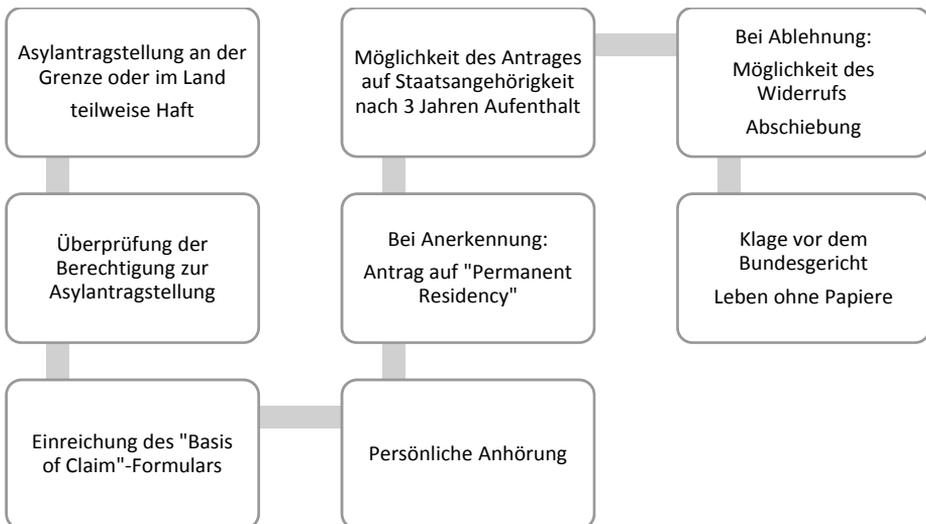 Asylantragstellung an der
Grenze oder im Land
teilweise Haft
Überprüfung der
Berechtigung zur
Asylantragstellung
Einreichung des "Basis
of Claim"-Formulars
Persönliche Anhörung
Bei Anerkennung:
Antrag auf "Permanent
Residency"
Möglichkeit des Antrages
auf Staatsangehörigkeit
nach 3 Jahren Aufenthalt
Bei Ablehnung:
Möglichkeit des
Widerrufs
Abschiebung
Klage vor dem
Bundesgericht
Leben ohne Papiere